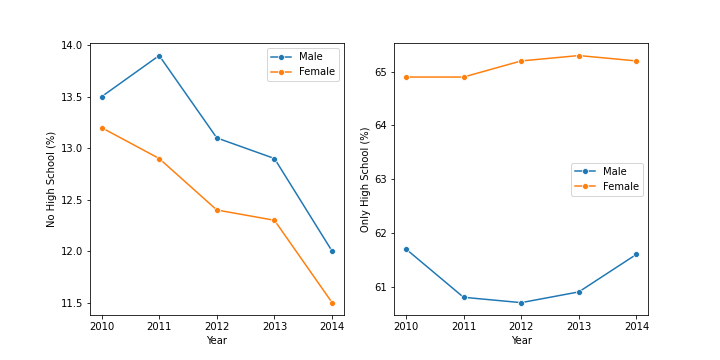 14.0
13.5
13.0
12.5
12.0
11.5
No High School (%)
2010 2011 2012 2013 2014
Year
Male
Female
65
64
63
62
61
Only High School (%)
2010 2011 2012 2013 2014
Year
Male
Female